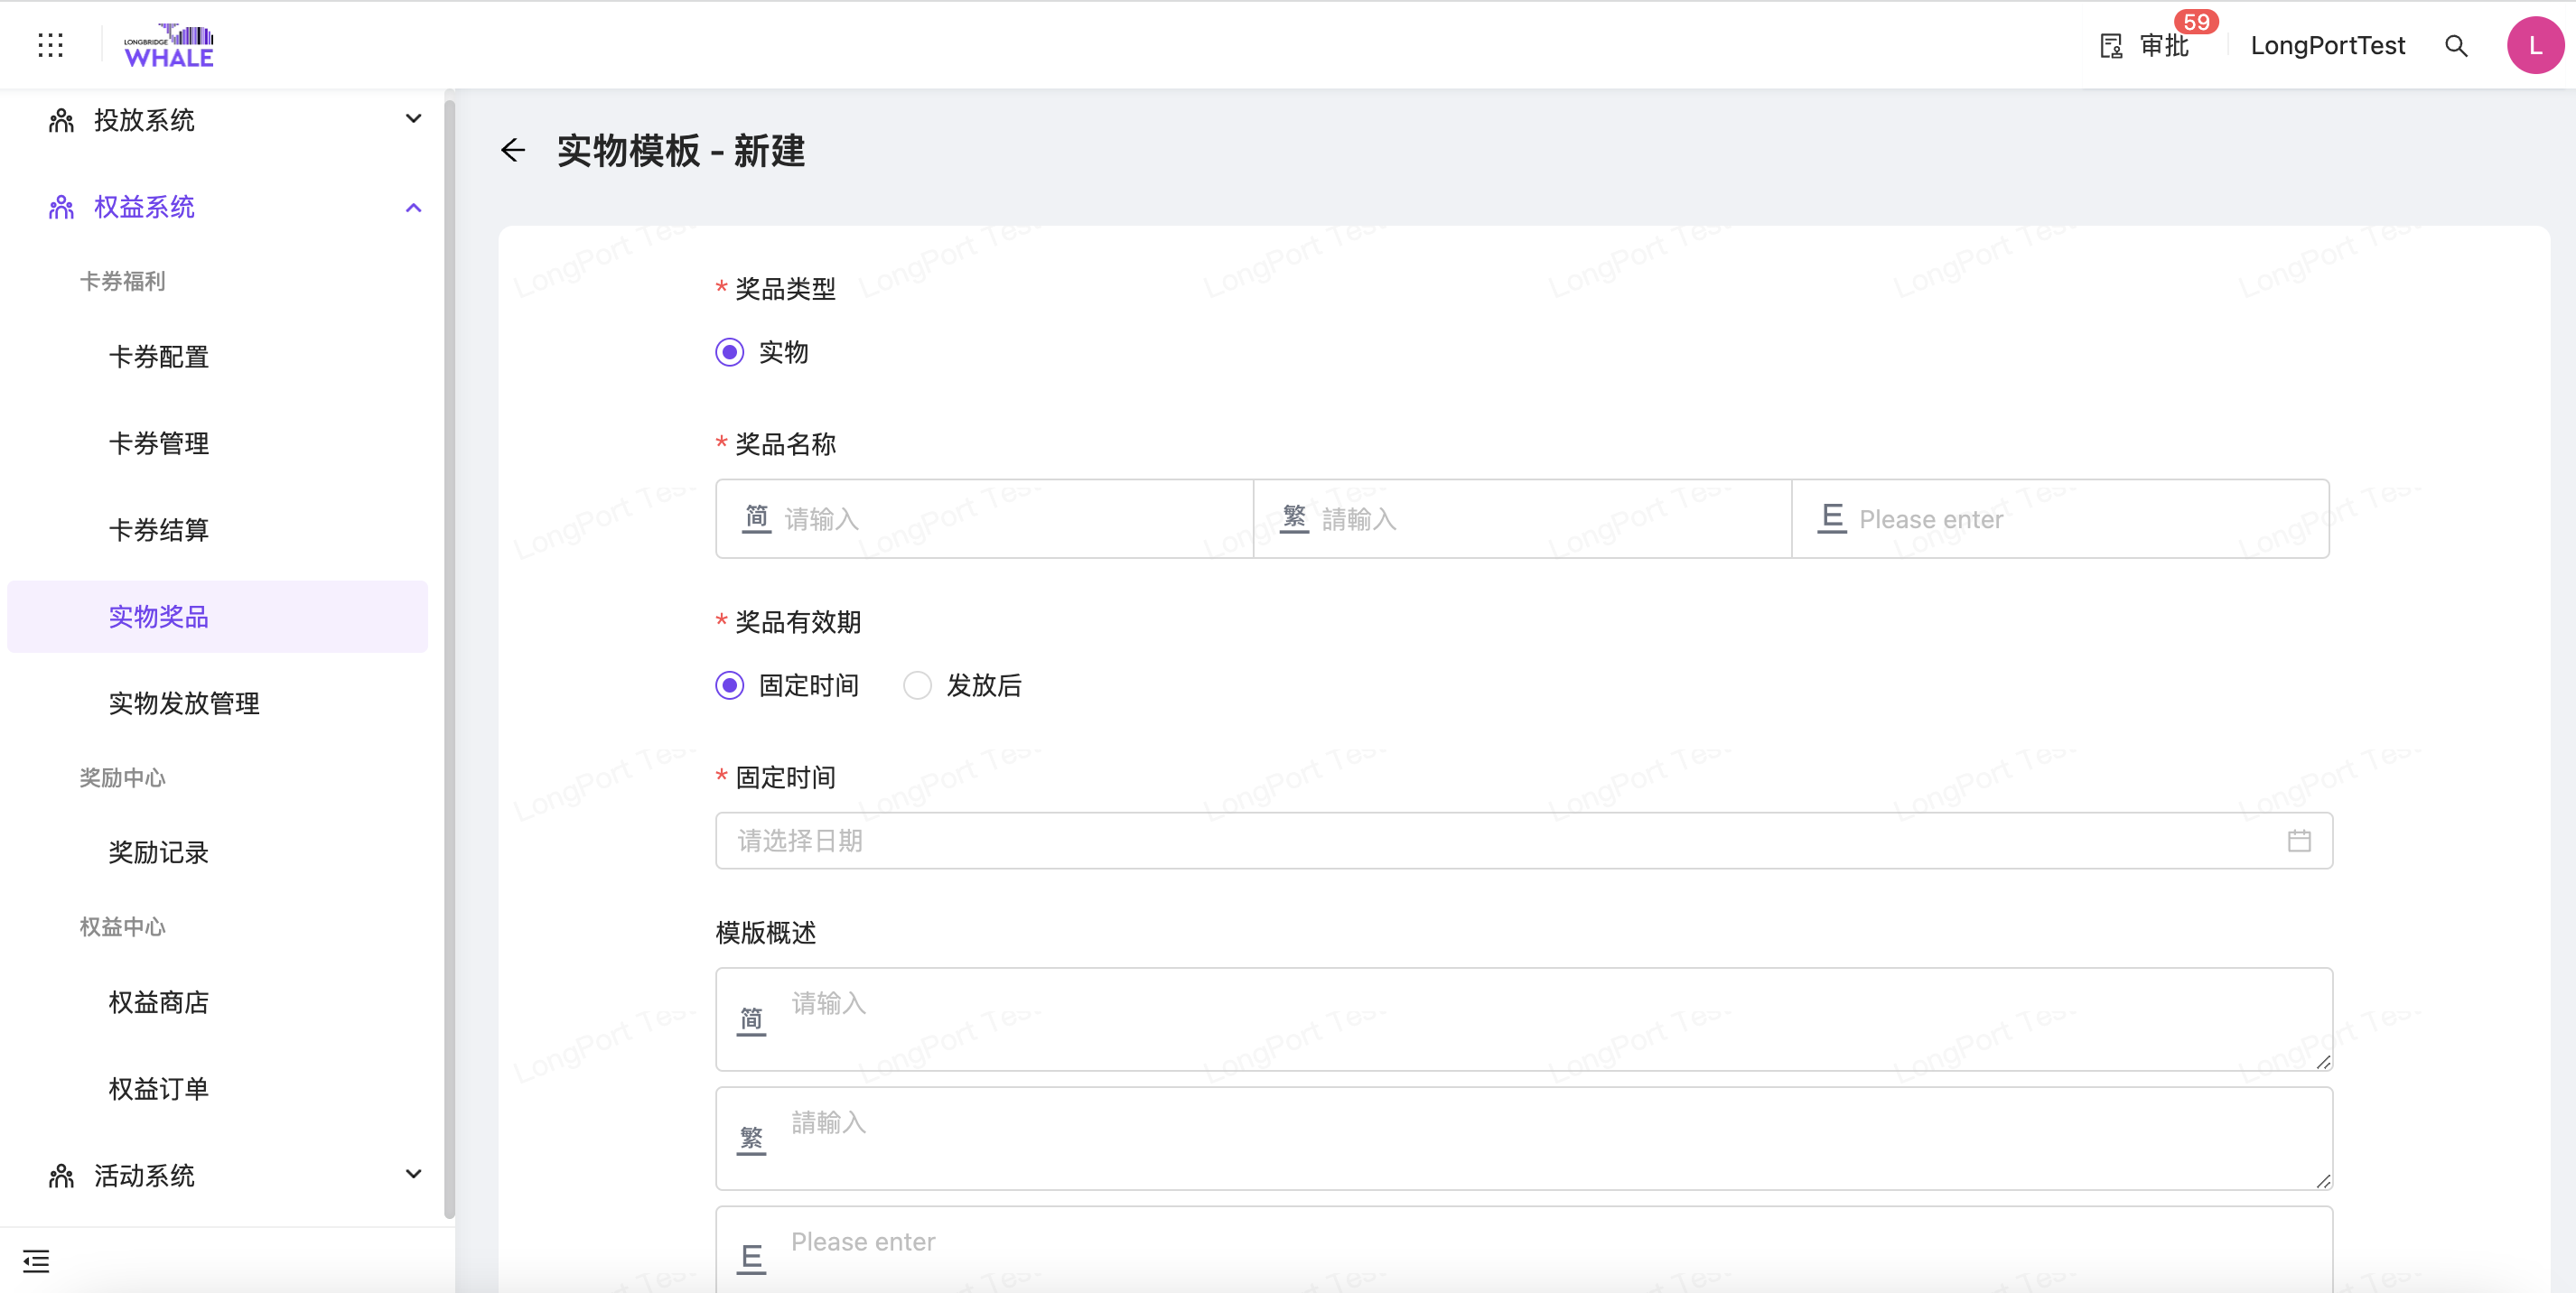 LONGBRIDGE
WHALE
审批
59
LongPortTest
L
投放系统
权益系统
卡券福利
卡券配置
卡券管理
卡券结算
实物奖品
实物发放管理
奖励中心
奖励记录
权益中心
权益商店
权益订单
活动系统
实物模板 - 新建
* 奖品类型
实物
* 奖品名称
简 请输入
繁 請輸入
E Please enter
* 奖品有效期
固定时间 发放后
* 固定时间
请选择日期
模版概述
简 请输入
繁 請輸入
E Please enter
LongPort Test